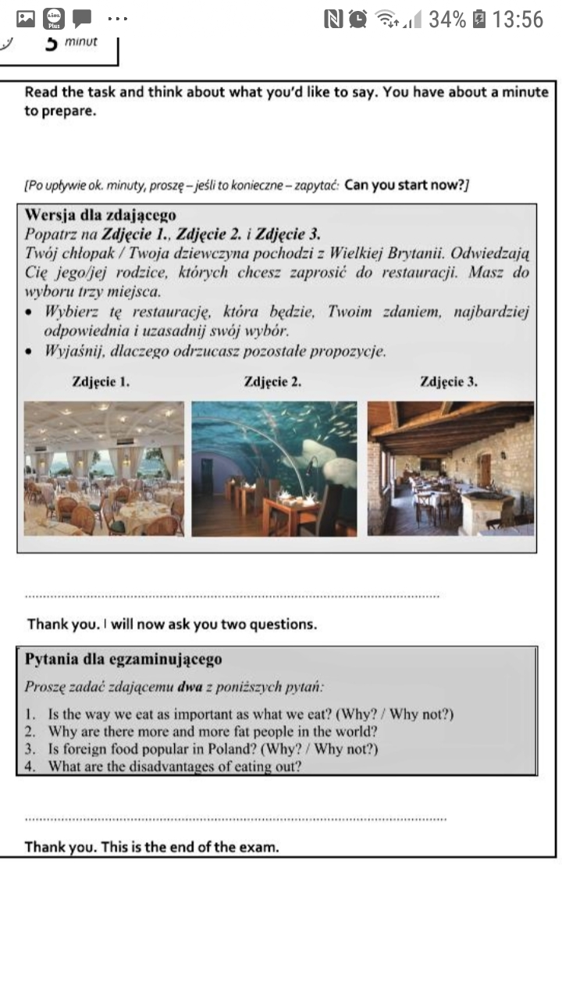 34% 13:56
5 minut
Read the task and think about what you'd like to say. You have about a minute
to prepare.
[Po upływie ok. minuty, proszę – jeśli to konieczne – zapytać: Can you start now?]
Wersja dla zdającego
Popatrz na Zdjęcie 1., Zdjęcie 2. i Zdjęcie 3.
Twój chłopak / Twoja dziewczyna pochodzi z Wielkiej Brytanii. Odwiedzają
Cię jego/jej rodzice, których chcesz zaprosić do restauracji. Masz do
wyboru trzy miejsca.
• Wybierz tę restaurację, która będzie, Twoim zdaniem, najbardziej
odpowiednia i uzasadnij swój wybór.
• Wyjaśnij, dlaczego odrzucasz pozostałe propozycje.
Zdjęcie 1. Zdjęcie 2. Zdjęcie 3.
Thank you. I will now ask you two questions.
Pytania dla egzaminującego
Proszę zadać zdającemu dwa z poniższych pytań:
1. Is the way we eat as important as what we eat? (Why? / Why not?)
2. Why are there more and more fat people in the world?
3. Is foreign food popular in Poland? (Why? / Why not?)
4. What are the disadvantages of eating out?
Thank you. This is the end of the exam.